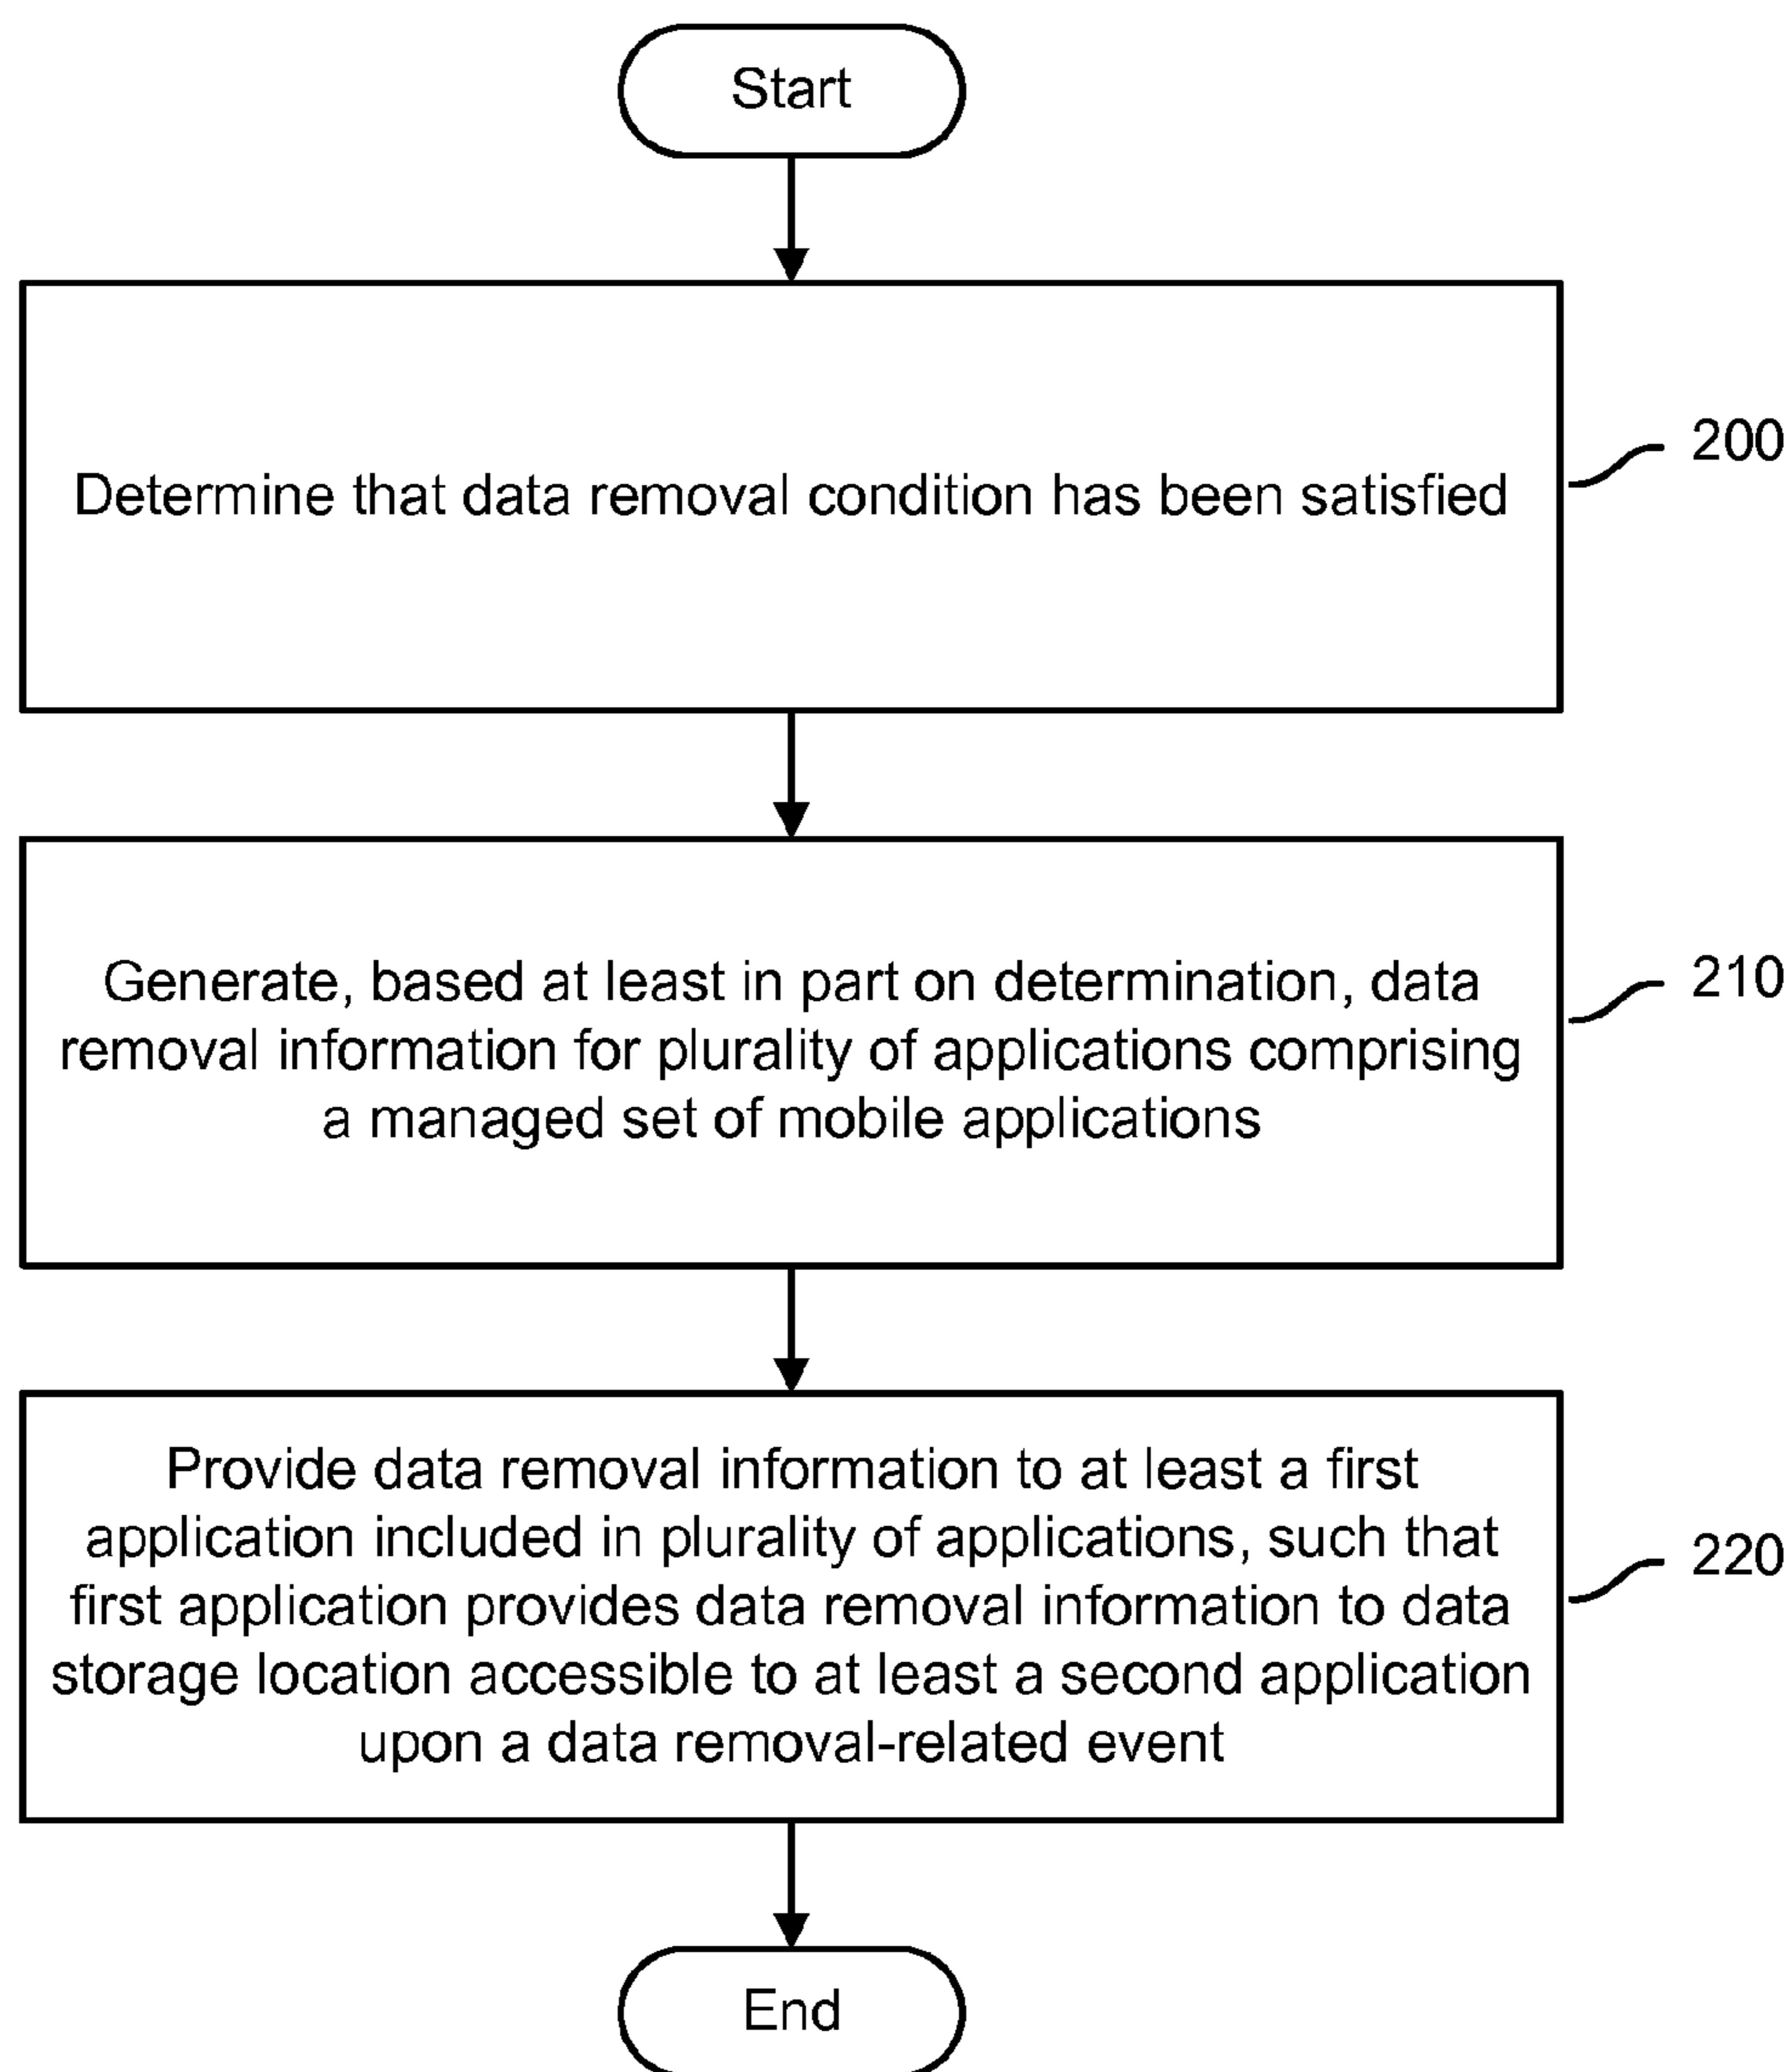 Start
Determine that data removal condition has been satisfied
200
Generate, based at least in part on determination, data
removal information for plurality of applications comprising
a managed set of mobile applications
210
Provide data removal information to at least a first
application included in plurality of applications, such that
first application provides data removal information to data
storage location accessible to at least a second application
upon a data removal-related event
220
End